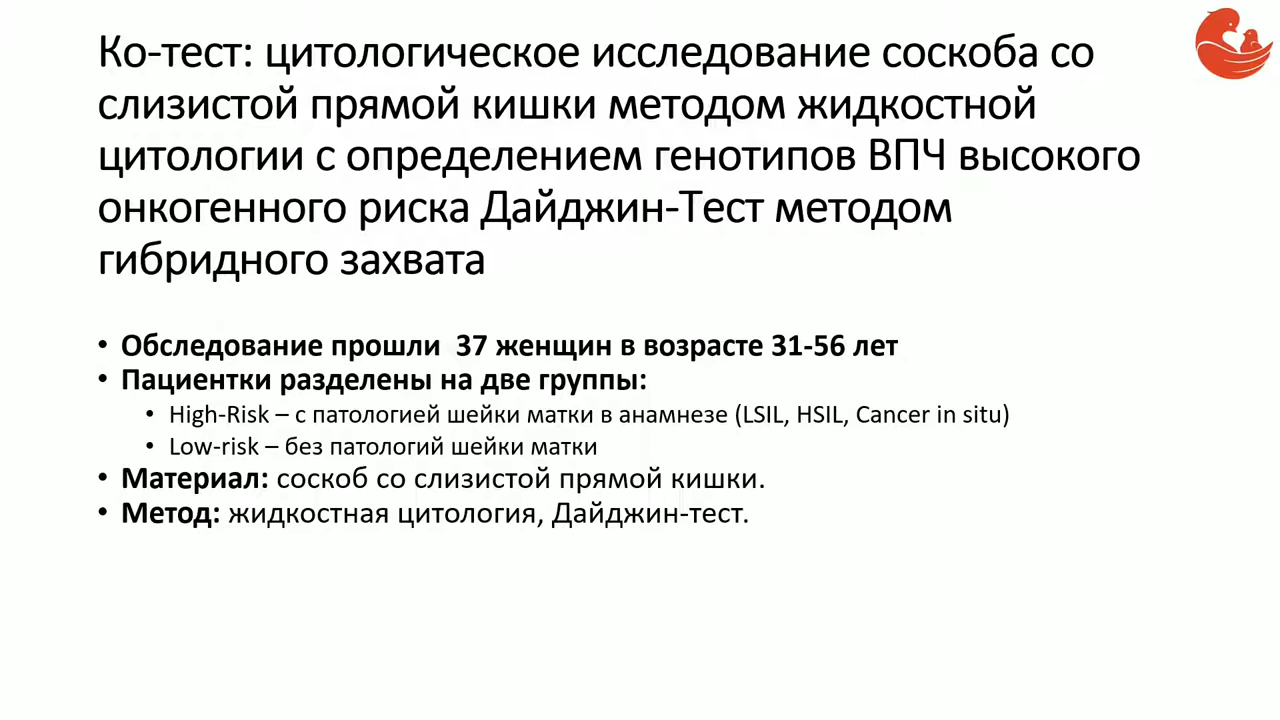 Ко-тест: цитологическое исследование соскоба со
слизистой прямой кишки методом жидкостной
цитологии с определением генотипов ВПЧ высокого
онкогенного риска Дайджин-Тест методом
гибридного захвата
• Обследование прошли  37 женщин в возрасте 31-56 лет
• Пациентки разделены на две группы:
• High-Risk – с патологией шейки матки в анамнезе (LSIL, HSIL, Cancer in situ)
• Low-risk – без патологий шейки матки
• Материал: соскоб со слизистой прямой кишки.
• Метод: жидкостная цитология, Дайджин-тест.